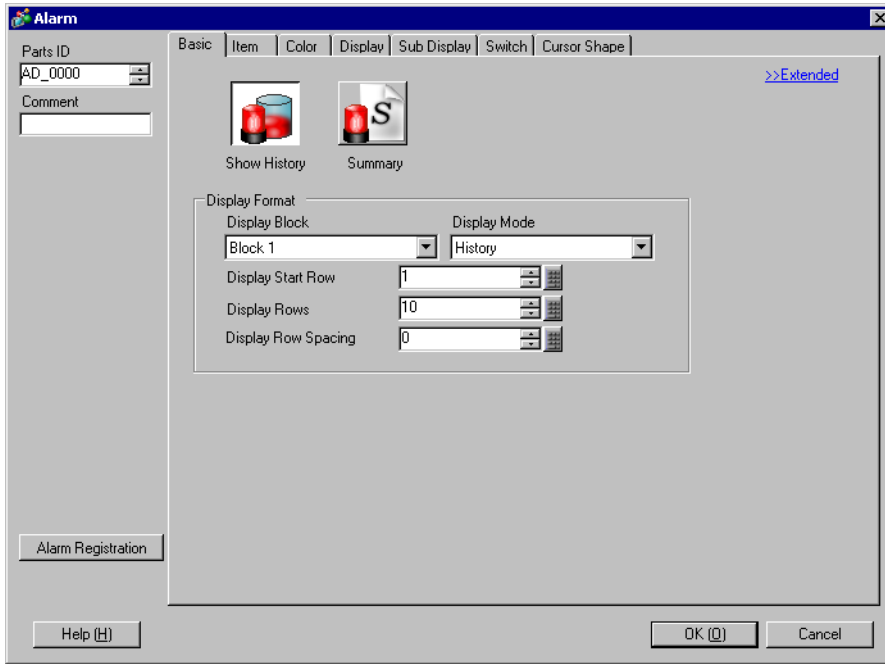 Alarm
Parts ID
AD_0000
Comment
Basic Item Color Display Sub Display Switch Cursor Shape
>>Extended
S
Show History Summary
Display Format
Display Block Display Mode
Block 1 History
Display Start Row 1
Display Rows 10
Display Row Spacing 0
Alarm Registration
Help (H) OK (O) Cancel